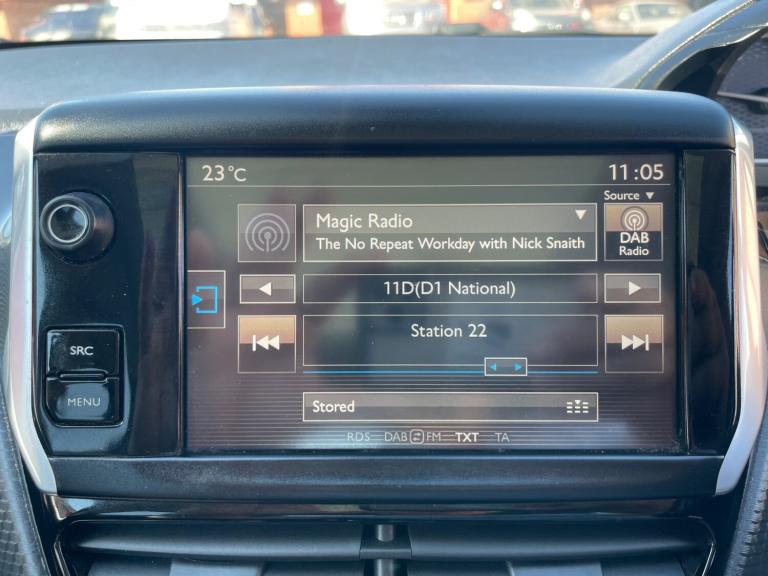 23°C
11:05
Source ▼
Magic Radio
The No Repeat Workday with Nick Snaith
DAB
Radio
11D(D1 National)
Station 22
SRC
MENU
Stored
RDS DAB FM TXT TA